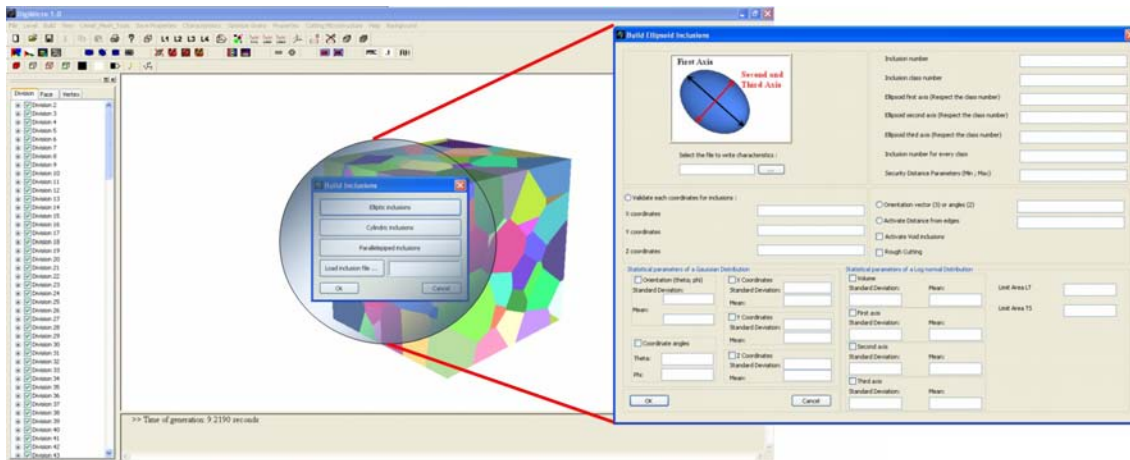 DigiMicro 1.0
L1 L2 L3 L4
Division Face Vertex
Division 2
Division 3
Division 4
Division 5
Division 6
Division 7
Division 8
Division 9
Division 10
Division 11
Division 12
Division 13
Division 14
Division 15
Division 16
Division 17
Division 18
Division 19
Division 20
Division 21
Division 22
Division 23
Division 24
Division 25
Division 26
Division 27
Division 28
Division 29
Division 30
Division 31
Division 32
Division 33
Division 34
Division 35
Division 36
Division 37
Division 38
Division 39
Division 40
Division 41
Division 42
Division 43
>> Time of generation: 9.2190 seconds
Build Inclusions
Elliptic inclusions
Cylindric inclusions
Parallelepiped inclusions
Load inclusion file ...
Ok Cancel
Build Ellipsoid Inclusions
First Axis
Second and
Third Axis
Select the file to write characteristics :
...
Inclusion number
Inclusion class number
Ellipsoid first axis (Respect the class number)
Ellipsoid second axis (Respect the class number)
Ellipsoid third axis (Respect the class number)
Inclusion number for every class
Security Distance Parameters (Min ; Max)
Validate each coordinates for inclusions :
X coordinates
Y coordinates
Z coordinates
Orientation vector (3) or angles (2)
Activate Distance from edges
Activate Void inclusions
Rough Cutting
Statistical parameters of a Gaussian Distribution
Orientation (theta; phi)
Standard Deviation:
Mean:
Coordinate angles
Theta:
Phi:
X Coordinates
Standard Deviation:
Mean:
Y Coordinates
Standard Deviation:
Mean:
Z Coordinates
Standard Deviation:
Mean:
OK Cancel
Statistical parameters of a Log normal Distribution
Volume
Standard Deviation: Mean:
First axis
Standard Deviation: Mean:
Second axis
Standard Deviation: Mean:
Third axis
Standard Deviation: Mean:
Limit Area LT
Limit Area TS